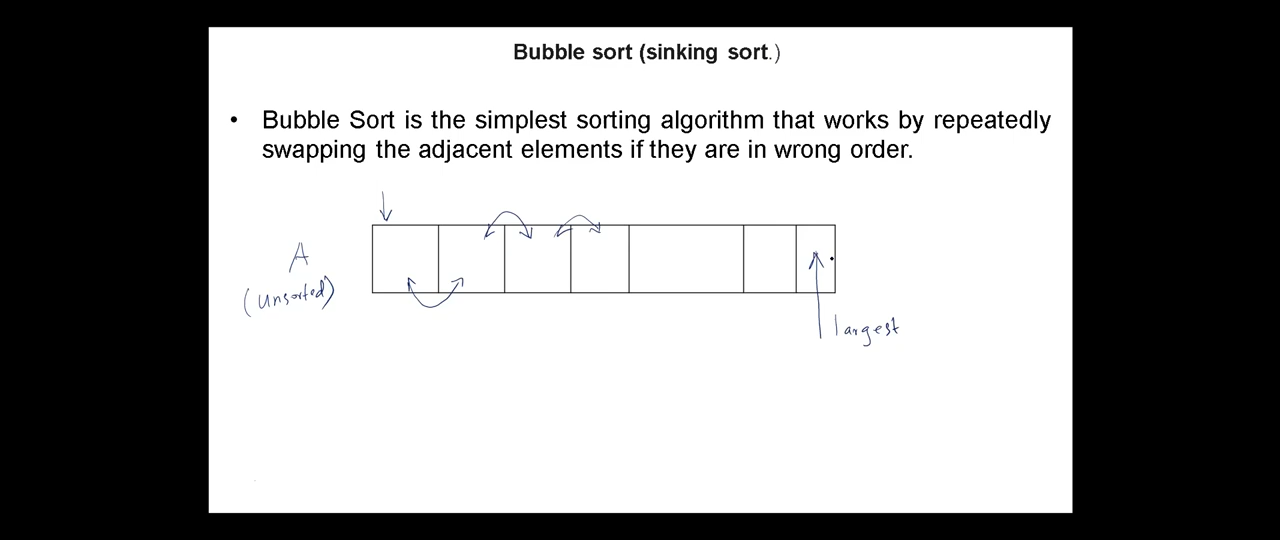 Bubble sort (sinking sort.)
• Bubble Sort is the simplest sorting algorithm that works by repeatedly
swapping the adjacent elements if they are in wrong order.
A
(unsorted)
largest